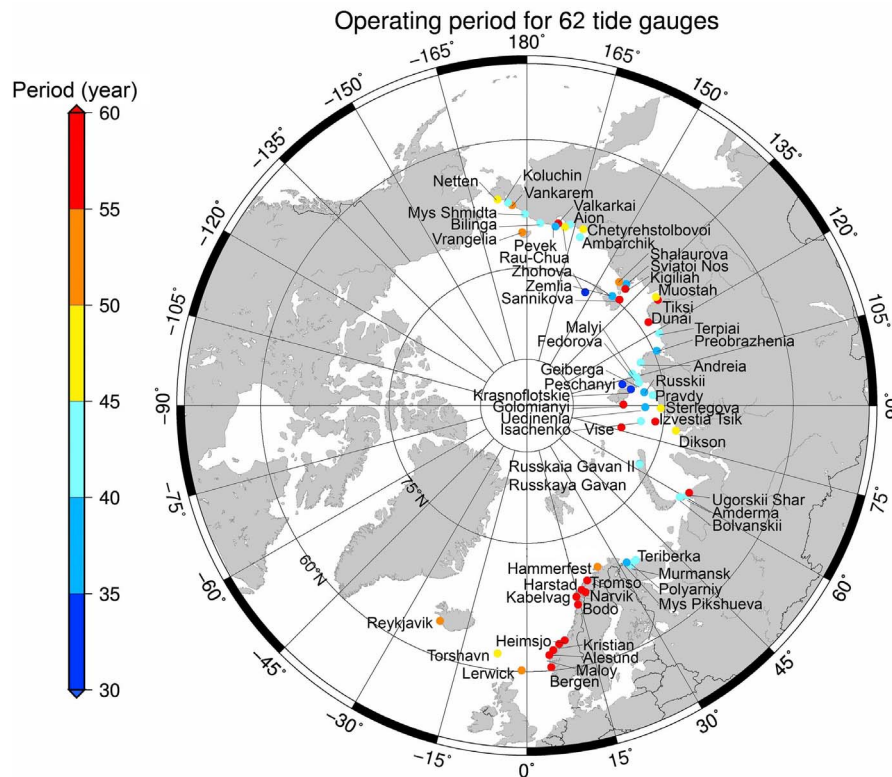 Operating period for 62 tide gauges
Period (year)
60
55
50
45
40
35
30
180°
165°
150°
135°
120°
105°
90°
75°
60°
45°
30°
15°
0°
−15°
−30°
−45°
−60°
−75°
−90°
−105°
−120°
−135°
−150°
−165°
75°N
60°N
Netten
Koluchin
Vankarem
Mys Shmidta
Valkarkai
Bilinga
Aion
Vrangelia
Chetyrehstolbovoi
Pevek
Ambarchik
Rau-Chua
Shalaurova
Zhohova
Sviatoi Nos
Zemlia
Kigiliah
Sannikova
Muostah
Tiksi
Dunai
Malyi
Terpiai
Fedorova
Preobrazhenia
Geiberga
Andreia
Peschanyi
Russkii
Krasnoflotskie
Pravdy
Golomianyi
Sterlegova
Uedinenia
Izvestia Tsik
Isachenko
Vise
Dikson
Russkaia Gavan II
Russkaya Gavan
Ugorskii Shar
Amderma
Bolvanskii
Teriberka
Hammerfest
Murmansk
Harstad
Tromso
Polyarniy
Kabelvag
Narvik
Mys Pikshueva
Bodo
Reykjavik
Heimsjo
Kristian
Torshavn
Alesund
Lerwick
Maloy
Bergen